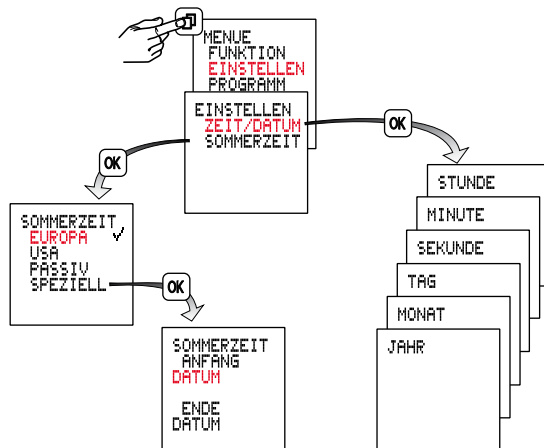 MENUE
FUNKTION
EINSTELLEN
PROGRAMM
EINSTELLEN
ZEIT/DATUM
SOMMERZEIT
OK
OK
SOMMERZEIT
EUROPA
USA
PASSIV
SPEZIELL
OK
SOMMERZEIT
ANFANG
DATUM
ENDE
DATUM
STUNDE
MINUTE
SEKUNDE
TAG
MONAT
JAHR